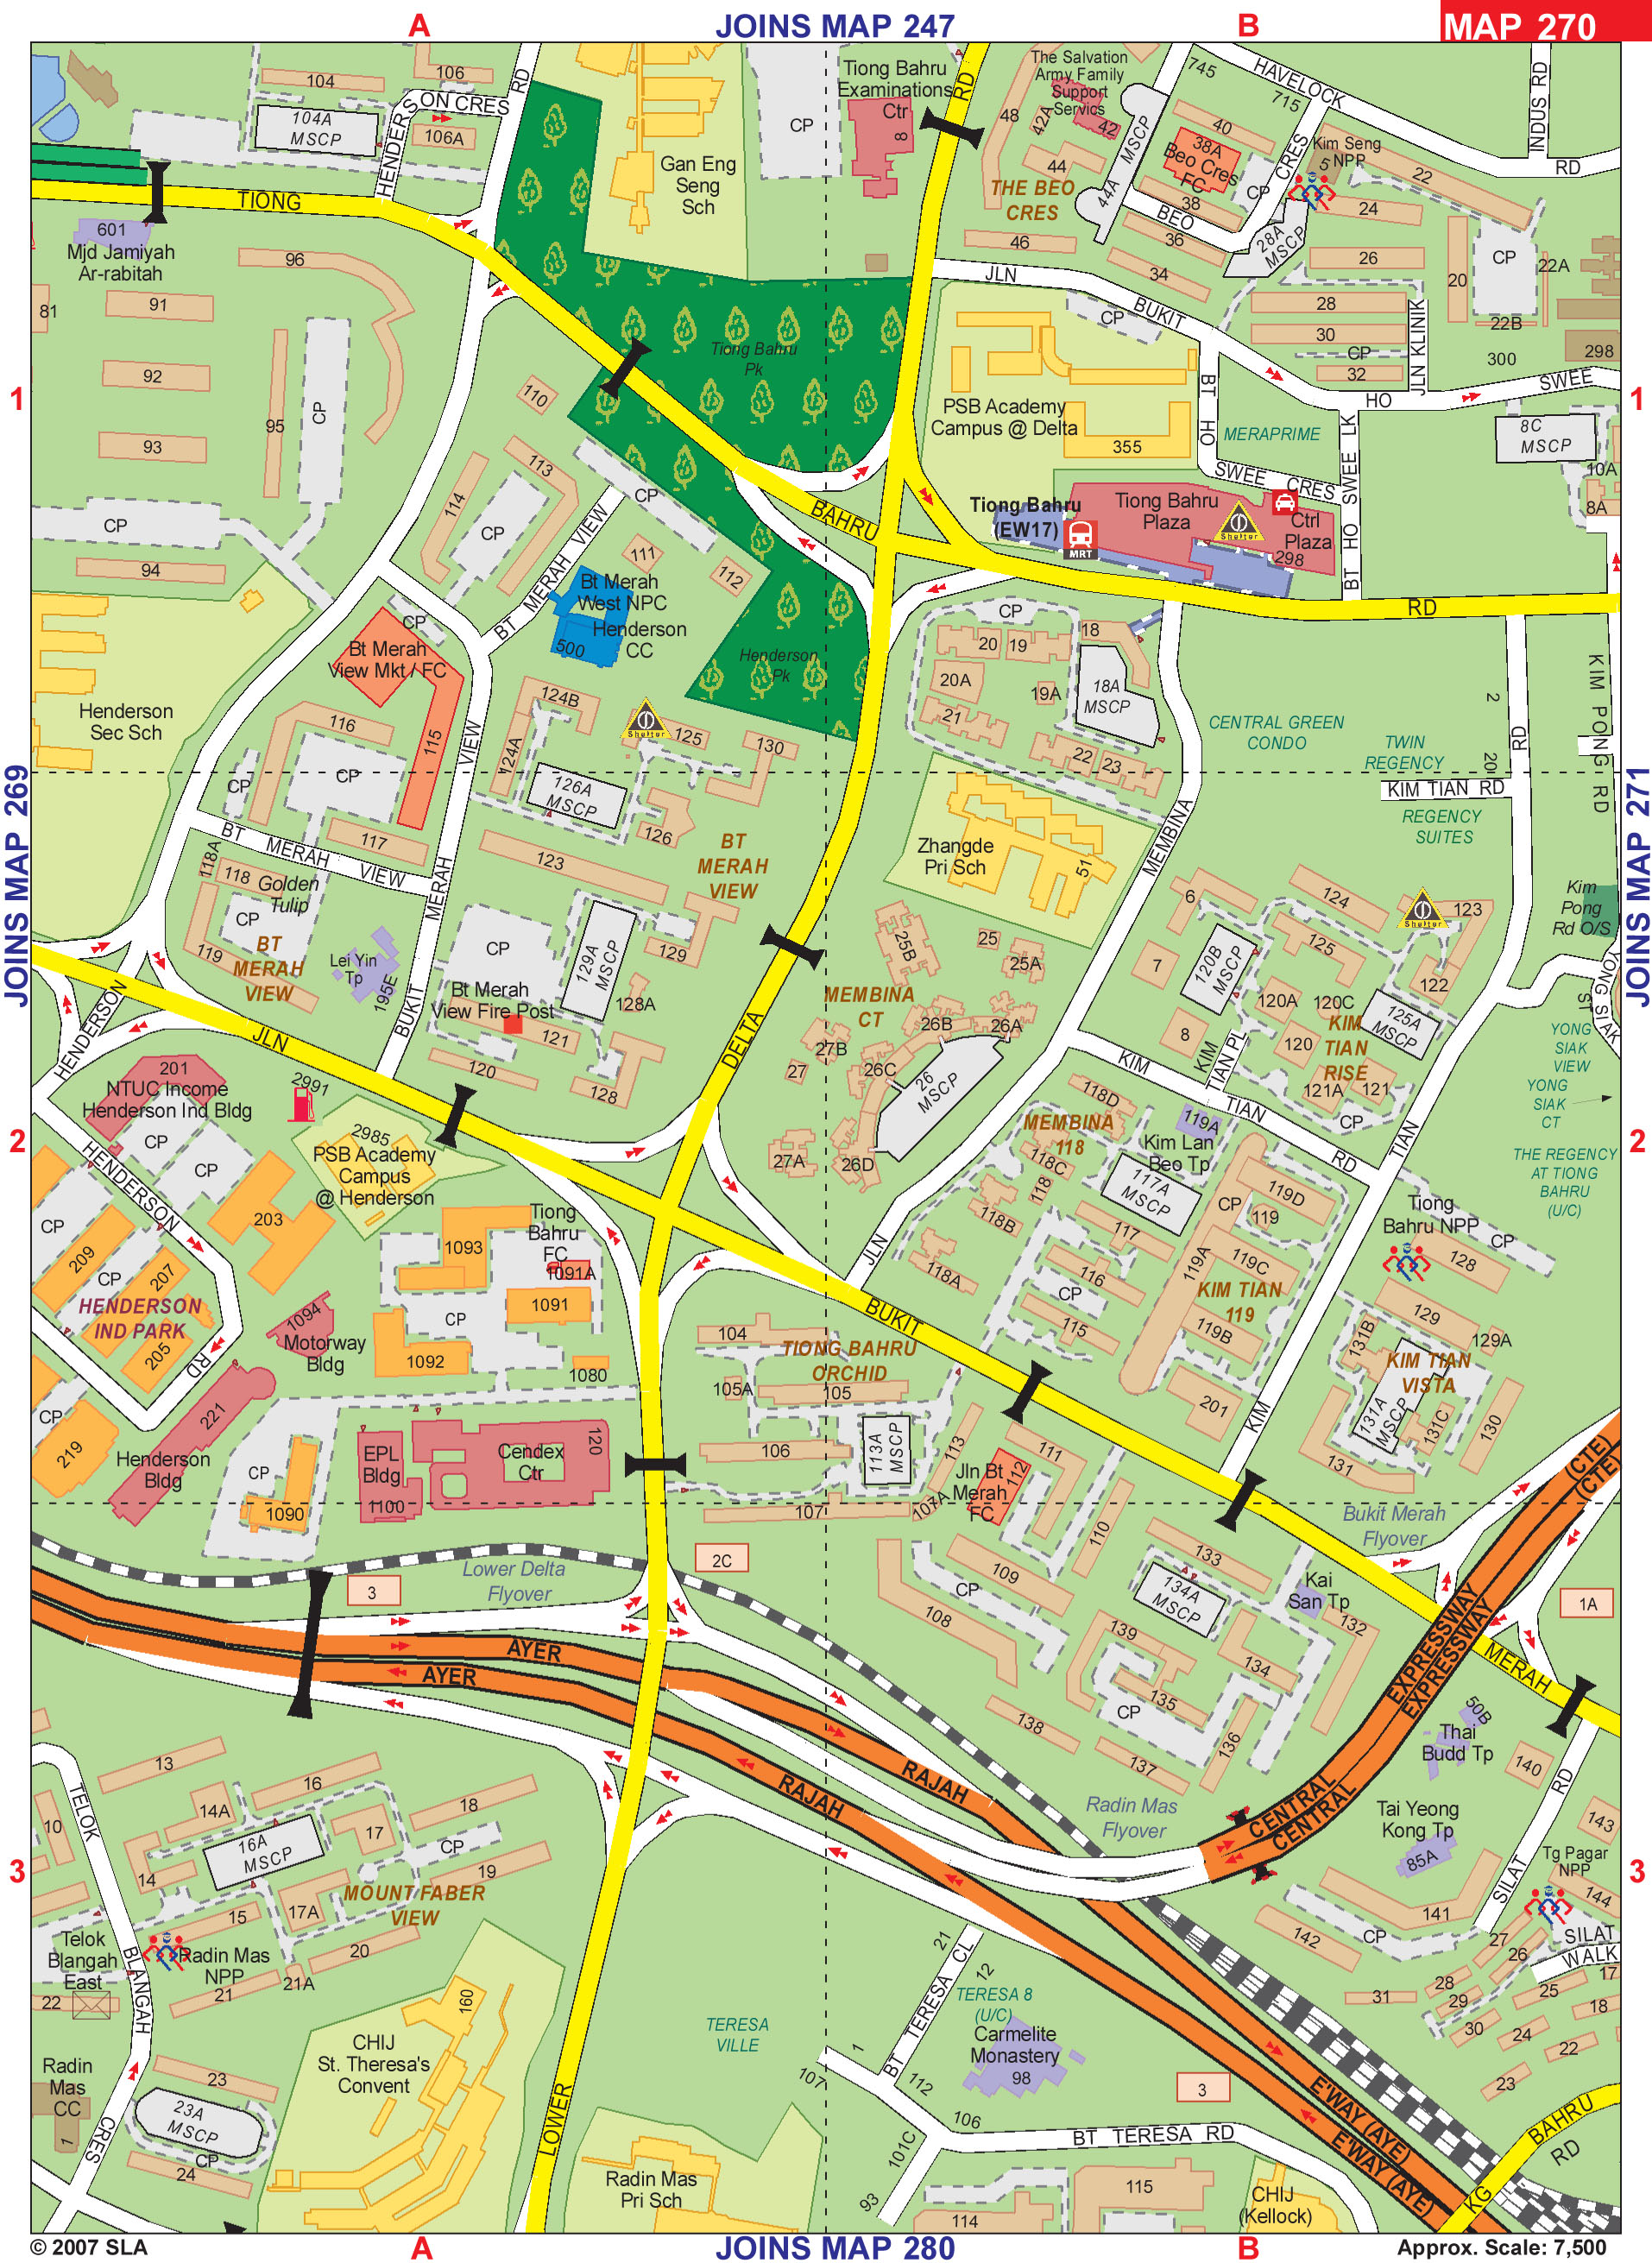 A
JOINS MAP 247
B
MAP 270
104
106
HENDERSON CRES
RD
104A
MSCP
106A
TIONG
601
Mjd Jamiyah
Ar-rabitah
96
81
91
92
93
95
CP
CP
94
Gan Eng
Seng
Sch
CP
Tiong Bahru
Examinations
Ctr
8
RD
The Salvation
Army Family
Support
Servics
48
42A
42
44
MSCP
44A
THE BEO
CRES
46
745
HAVELOCK
715
INDUS RD
RD
40
38A
Beo Cres
FC
CP
CRES
38
BEO
36
34
Kim Seng
NPP
5
22
24
28A
MSCP
26
20
CP
22A
22B
28
30
CP
32
JLN KLINIK
300
298
JLN
BUKIT
HO
SWEE
CP
PSB Academy
Campus @ Delta
355
BT HO
SWEE CRES
MERAPRIME
BT HO SWEE LK
8C
MSCP
10A
8A
1
1
Tiong Bahru
Pk
110
113
114
CP
CP
BT MERAH VIEW
111
112
Bt Merah
West NPC
Henderson
CC
500
BAHRU
Tiong Bahru
(EW17)
MRT
Tiong Bahru
Plaza
Shelter
Ctrl
Plaza
298
RD
Henderson
Pk
CP
Bt Merah
View Mkt / FC
116
115
CP
CP
VIEW
Henderson
Sec Sch
124B
124A
Shelter
125
130
126A
MSCP
126
117
123
BT
MERAH
VIEW
CP
20
19
18
20A
19A
18A
MSCP
21
22
23
CENTRAL GREEN
CONDO
TWIN
REGENCY
2
20
RD
KIM PONG RD
KIM TIAN RD
REGENCY
SUITES
JOINS MAP 269
JOINS MAP 271
BT
MERAH
VIEW
118A
118
Golden
Tulip
CP
119
BT
MERAH
VIEW
Lei Yin
Tp
195E
MERAH
BUKIT
CP
129A
MSCP
129
128A
Bt Merah
View Fire Post
121
120
128
Zhangde
Pri Sch
51
MEMBINA
25B
25
25A
MEMBINA
CT
26B
26A
27B
27
26C
26
MSCP
27A
26D
DELTA
6
7
8
124
125
Shelter
123
122
120B
MSCP
120A
120C
125A
MSCP
KIM
TIAN
RISE
120
121A
121
CP
KIM
TIAN PL
Kim
Pong
Rd O/S
YONG
SIAK
ST
YONG
SIAK
VIEW
YONG
SIAK
CT
THE REGENCY
AT TIONG
BAHRU
(U/C)
HENDERSON
JLN
201
NTUC Income
Henderson Ind Bldg
CP
CP
2991
2985
PSB Academy
Campus
@ Henderson
2
2
HENDERSON
RD
203
CP
209
CP
207
205
HENDERSON
IND PARK
1094
Motorway
Bldg
221
Henderson
Bldg
CP
219
1093
Tiong
Bahru
FC
1091A
1091
CP
1092
1080
EPL
Bldg
1100
Cendex
Ctr
120
CP
1090
KIM
TIAN
RD
TIAN
KIM
118D
MEMBINA
118
118C
118
118B
118A
119A
Kim Lan
Beo Tp
117A
MSCP
117
116
CP
115
119D
CP
119
119A
119C
KIM TIAN
119
119B
201
JLN
BUKIT
Tiong
Bahru NPP
CP
128
129
129A
131B
KIM TIAN
VISTA
131A
MSCP
131C
130
131
104
TIONG BAHRU
ORCHID
105A
105
106
113A
MSCP
107
107A
113
111
Jln Bt
Merah
FC
112
110
109
CP
108
133
134A
MSCP
134
139
135
CP
138
137
136
132
Kai
San Tp
Bukit Merah
Flyover
(CTE)
(CTE)
EXPRESSWAY
EXPRESSWAY
CENTRAL
CENTRAL
1A
MERAH
Lower Delta
Flyover
3
2C
AYER
AYER
RAJAH
RAJAH
Radin Mas
Flyover
50B
Thai
Budd Tp
140
RD
143
Tai Yeong
Kong Tp
85A
SILAT
Tg Pagar
NPP
144
141
142
CP
SILAT
WALK
27
26
28
29
30
31
25
24
23
22
17
18
3
3
13
TELOK
10
14A
14
16
16A
MSCP
17
18
CP
19
MOUNT FABER
VIEW
15
17A
20
21A
21
Telok
Blangah
East
22
Radin Mas
NPP
BLANGAH
CRES
Radin
Mas
CC
1
23
23A
MSCP
CP
24
CHIJ
St. Theresa's
Convent
160
LOWER
Radin Mas
Pri Sch
TERESA
VILLE
21
12
BT TERESA CL
TERESA 8
(U/C)
Carmelite
Monastery
98
1
107
112
106
101C
93
BT TERESA RD
3
115
114
CHIJ
(Kellock)
E'WAY (AYE)
E'WAY (AYE)
KG
BAHRU
RD
© 2007 SLA
A
JOINS MAP 280
B
Approx. Scale: 7,500